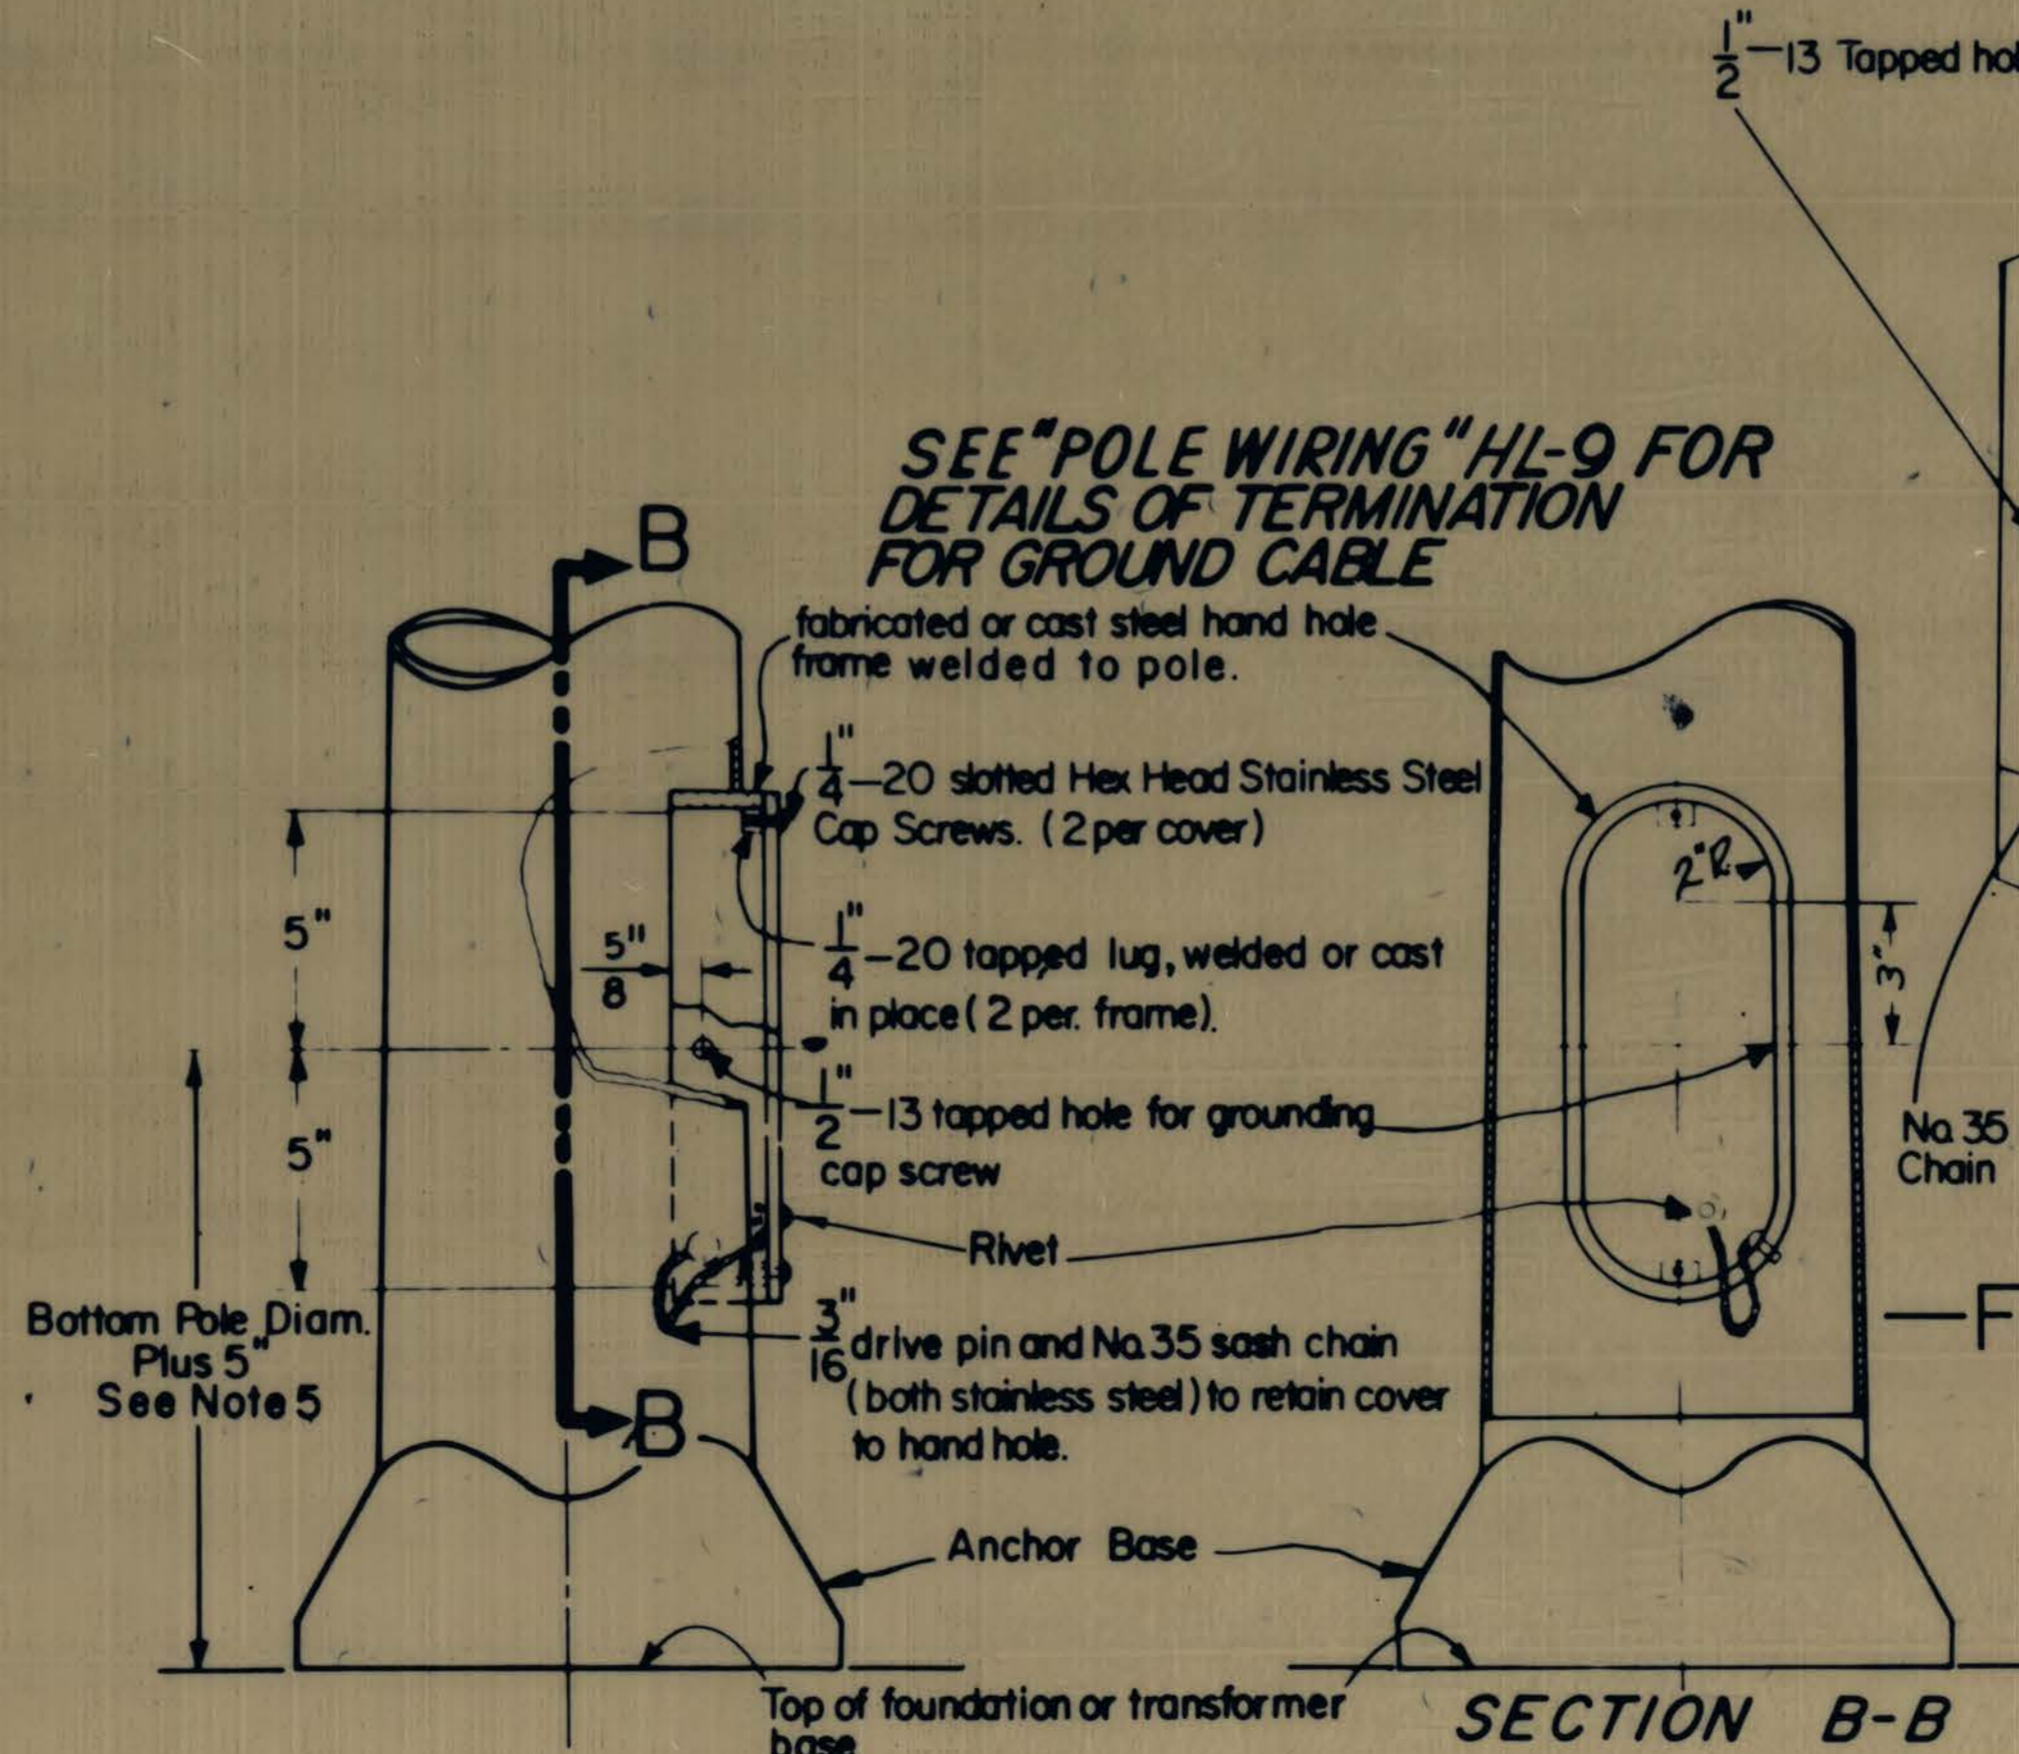 1/2"-13 Tapped
SEE "POLE WIRING" HL-9 FOR
DETAILS OF TERMINATION
FOR GROUND CABLE
B
fabricated or cast steel hand hole
frame welded to pole.
1/4"-20 slotted Hex Head Stainless Steel
Cap Screws. (2 per cover)
2"R.
5"
5/8"
1/4"-20 tapped lug, welded or cast
in place (2 per. frame).
3"
1/2"-13 tapped hole for grounding
cap screw
5"
No. 35
Chain
Rivet
Bottom Pole Diam.
Plus 5"
See Note 5
3/16" drive pin and No. 35 sash chain
(both stainless steel) to retain cover
to hand hole.
F
B
Anchor Base
Top of foundation or transformer
base
SECTION B-B